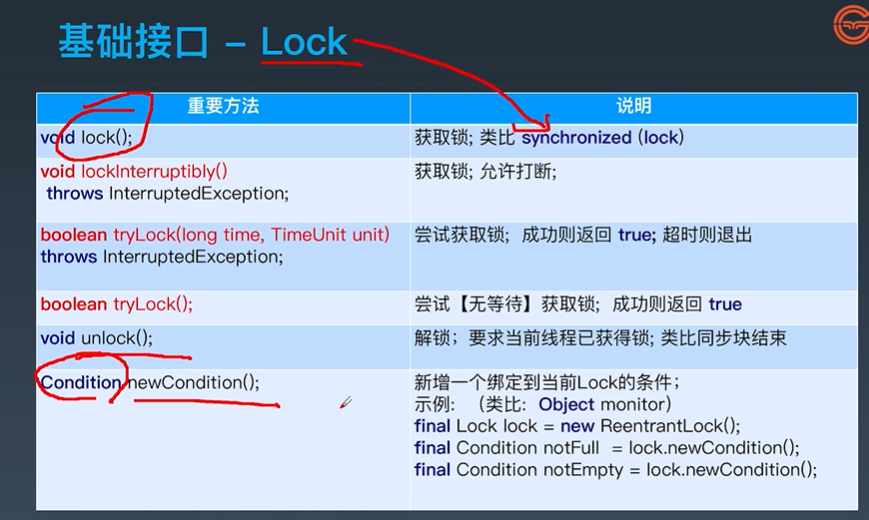 基础接口 – Lock
重要方法
说明
void lock();
获取锁; 类比 synchronized (lock)
void lockInterruptibly()
throws InterruptedException;
获取锁; 允许打断;
boolean tryLock(long time, TimeUnit unit)
throws InterruptedException;
尝试获取锁; 成功则返回 true; 超时则退出
boolean tryLock();
尝试【无等待】获取锁; 成功则返回 true
void unlock();
解锁；要求当前线程已获得锁; 类比同步块结束
Condition newCondition();
新增一个绑定到当前Lock的条件；
示例: （类比: Object monitor）
final Lock lock = new ReentrantLock();
final Condition notFull = lock.newCondition();
final Condition notEmpty = lock.newCondition();